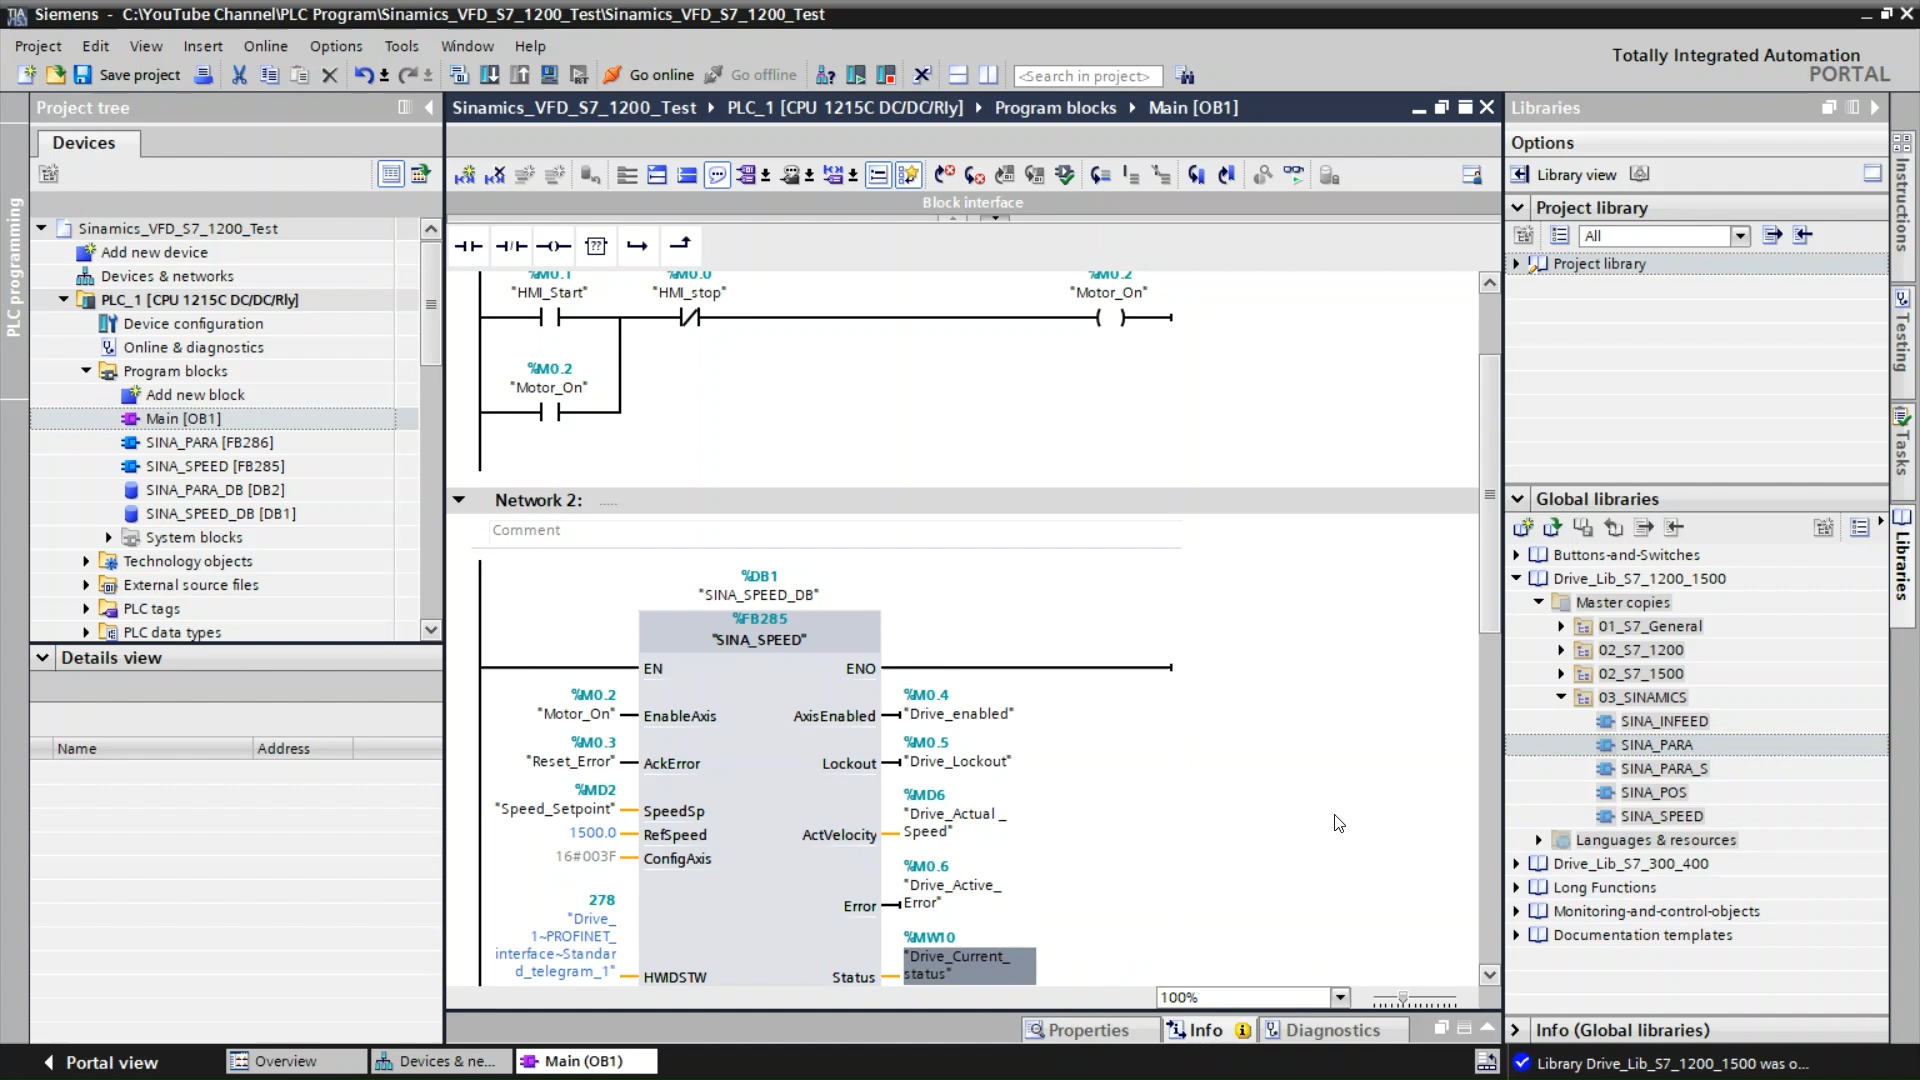 Siemens - C:\YouTube Channel\PLC Program\Sinamics_VFD_S7_1200_Test\Sinamics_VFD_S7_1200_Test
Project Edit View Insert Online Options Tools Window Help
Totally Integrated Automation
PORTAL
Save project
Go online
Go offline
<Search in project>
PLC programming
Project tree
Devices
Sinamics_VFD_S7_1200_Test
Add new device
Devices & networks
PLC_1 [CPU 1215C DC/DC/Rly]
Device configuration
Online & diagnostics
Program blocks
Add new block
Main [OB1]
SINA_PARA [FB286]
SINA_SPEED [FB285]
SINA_PARA_DB [DB2]
SINA_SPEED_DB [DB1]
System blocks
Technology objects
External source files
PLC tags
PLC data types
Details view
Name Address
Sinamics_VFD_S7_1200_Test PLC_1 [CPU 1215C DC/DC/Rly] Program blocks Main [OB1]
Block interface
??
%M0.1 %M0.0 %M0.2
"HMI_Start" "HMI_stop" "Motor_On"
%M0.2
"Motor_On"
Network 2: .....
Comment
%DB1
"SINA_SPEED_DB"
%FB285
"SINA_SPEED"
EN ENO
%M0.2
"Motor_On" EnableAxis
%M0.3
"Reset_Error" AckError
%MD2
"Speed_Setpoint" SpeedSp
1500.0 RefSpeed
16#003F ConfigAxis
278
"Drive_
1~PROFINET_
interface~Standar
d_telegram_1" HWIDSTW
%M0.4
AxisEnabled "Drive_enabled"
%M0.5
Lockout "Drive_Lockout"
%MD6
"Drive_Actual _
Speed"
ActVelocity
%M0.6
"Drive_Active_
Error"
Error
%MW10
"Drive_Current_
status"
Status
100%
Properties Info Diagnostics
Libraries
Options
Library view
Project library
All
Project library
Global libraries
Buttons-and-Switches
Drive_Lib_S7_1200_1500
Master copies
01_S7_General
02_S7_1200
02_S7_1500
03_SINAMICS
SINA_INFEED
SINA_PARA
SINA_PARA_S
SINA_POS
SINA_SPEED
Languages & resources
Drive_Lib_S7_300_400
Long Functions
Monitoring-and-control-objects
Documentation templates
Info (Global libraries)
Instructions
Testing
Tasks
Libraries
Portal view
Overview
Devices & ne...
Main (OB1)
Library Drive_Lib_S7_1200_1500 was o...